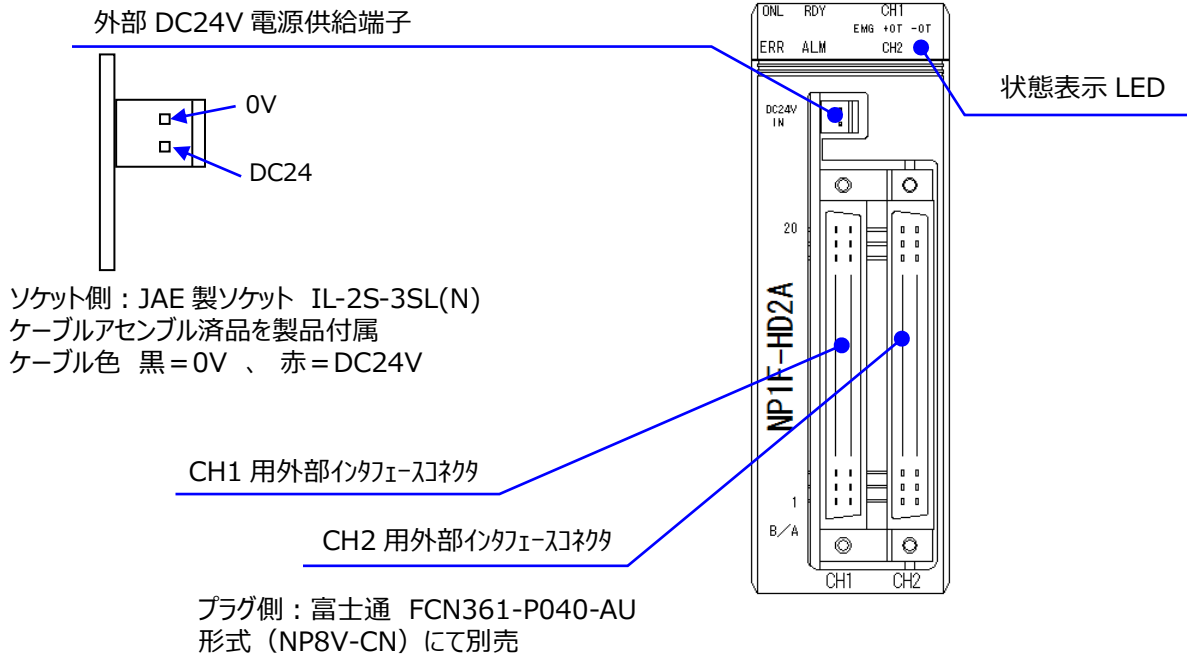 外部 DC24V 電源供給端子
0V
DC24
ソケット側：JAE 製ソケット IL-2S-3SL(N)
ケーブルアセンブル済品を製品付属
ケーブル色 黒＝0V 、 赤＝DC24V
CH1 用外部インタフェースコネクタ
CH2 用外部インタフェースコネクタ
プラグ側：富士通 FCN361-P040-AU
形式（NP8V-CN）にて別売
ONL RDY CH1
EMG +OT -OT
ERR ALM CH2
状態表示 LED
DC24V
IN
20
NP1F-HD2A
1
B/A
CH1 CH2